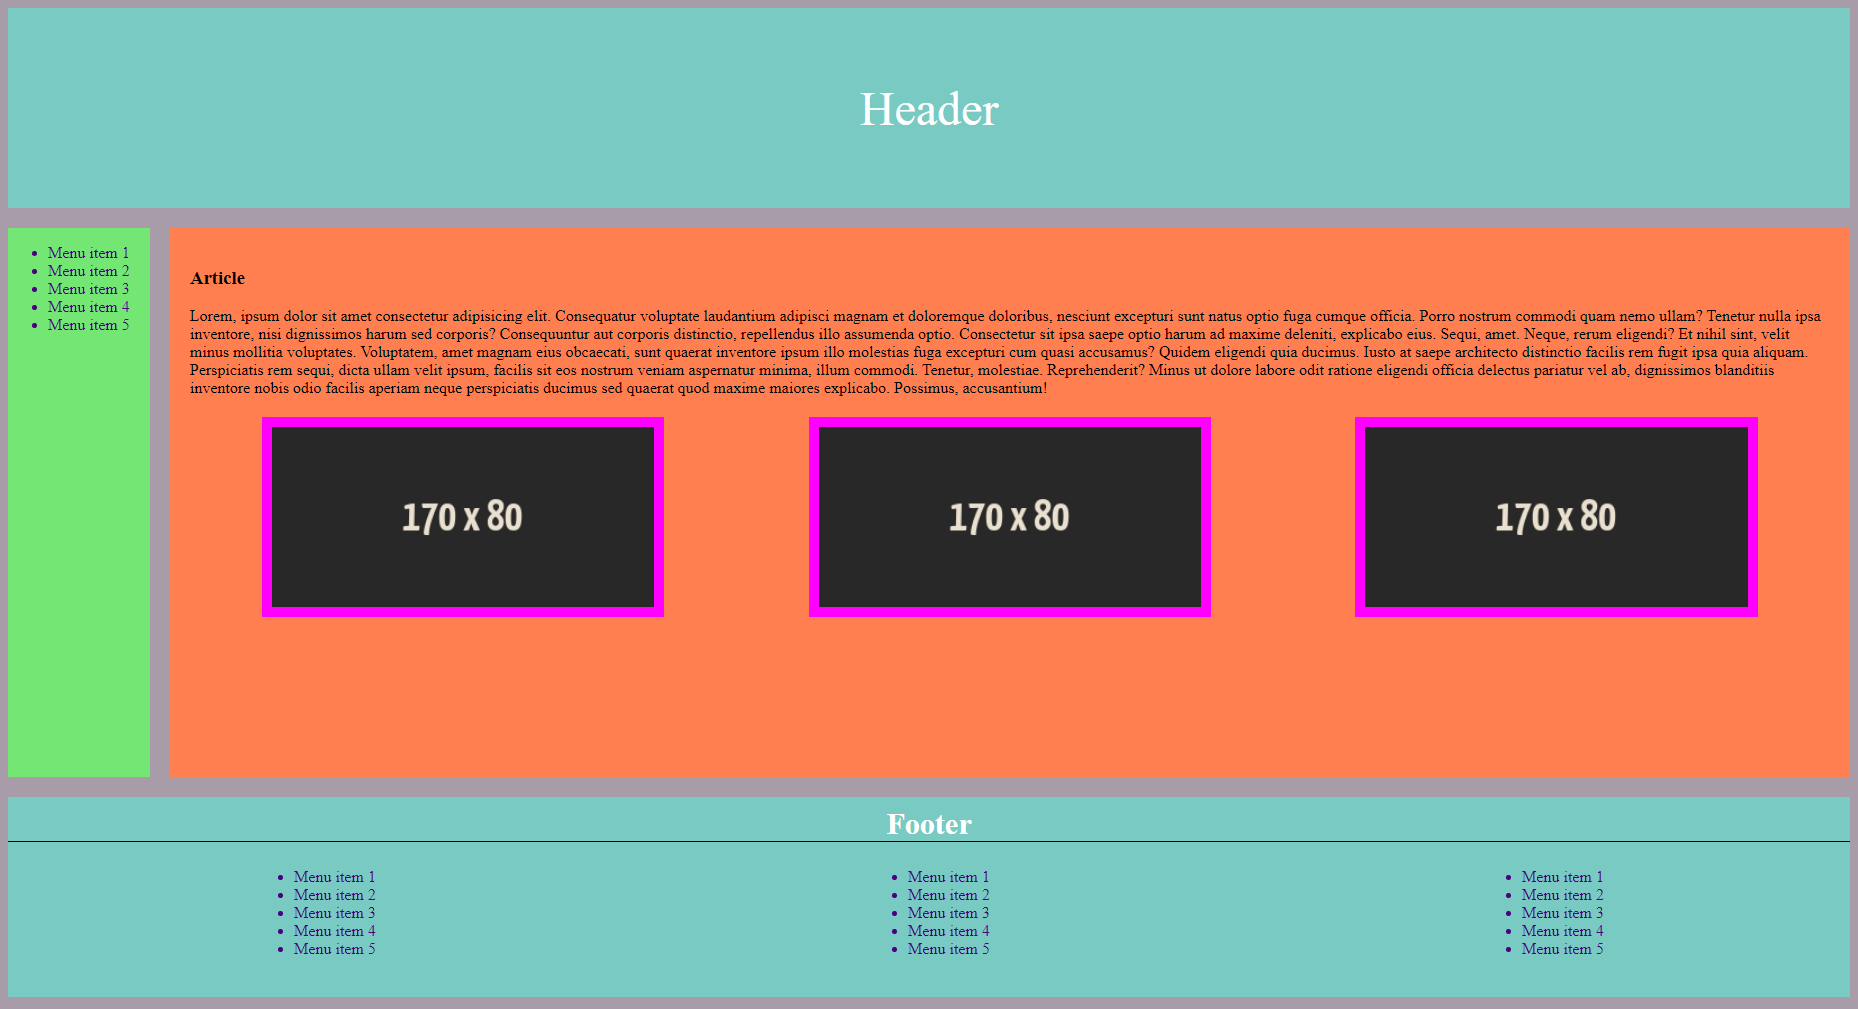 Header
Menu item 1
Menu item 2
Menu item 3
Menu item 4
Menu item 5
Article
Lorem, ipsum dolor sit amet consectetur adipisicing elit. Consequatur voluptate laudantium adipisci magnam et doloremque doloribus, nesciunt excepturi sunt natus optio fuga cumque officia. Porro nostrum commodi quam nemo ullam? Tenetur nulla ipsa
inventore, nisi dignissimos harum sed corporis? Consequuntur aut corporis distinctio, repellendus illo assumenda optio. Consectetur sit ipsa saepe optio harum ad maxime deleniti, explicabo eius. Sequi, amet. Neque, rerum eligendi? Et nihil sint, velit
minus mollitia voluptates. Voluptatem, amet magnam eius obcaecati, sunt quaerat inventore ipsum illo molestias fuga excepturi cum quasi accusamus? Quidem eligendi quia ducimus. Iusto at saepe architecto distinctio facilis rem fugit ipsa quia aliquam.
Perspiciatis rem sequi, dicta ullam velit ipsum, facilis sit eos nostrum veniam aspernatur minima, illum commodi. Tenetur, molestiae. Reprehenderit? Minus ut dolore labore odit ratione eligendi officia delectus pariatur vel ab, dignissimos blanditiis
inventore nobis odio facilis aperiam neque perspiciatis ducimus sed quaerat quod maxime maiores explicabo. Possimus, accusantium!
170 x 80
170 x 80
170 x 80
Footer
Menu item 1
Menu item 2
Menu item 3
Menu item 4
Menu item 5
Menu item 1
Menu item 2
Menu item 3
Menu item 4
Menu item 5
Menu item 1
Menu item 2
Menu item 3
Menu item 4
Menu item 5